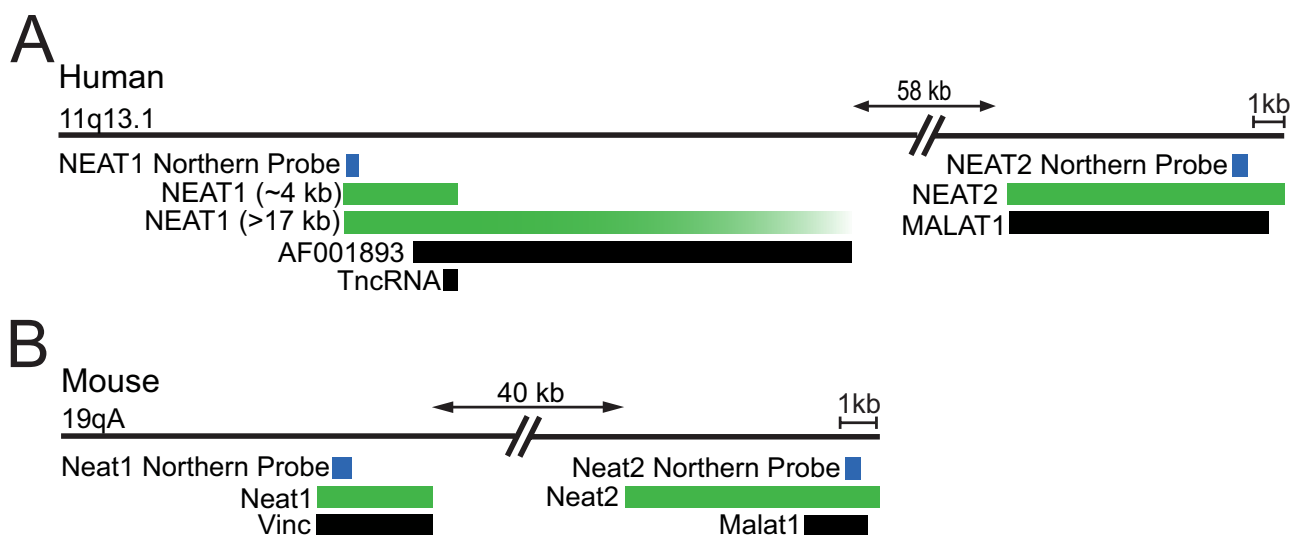 A
Human
11q13.1
58 kb
1kb
NEAT1 Northern Probe
NEAT2 Northern Probe
NEAT1 (~4 kb)
NEAT2
NEAT1 (>17 kb)
MALAT1
AF001893
TncRNA
B
Mouse
19qA
40 kb
1kb
Neat1 Northern Probe
Neat2 Northern Probe
Neat1
Neat2
Vinc
Malat1